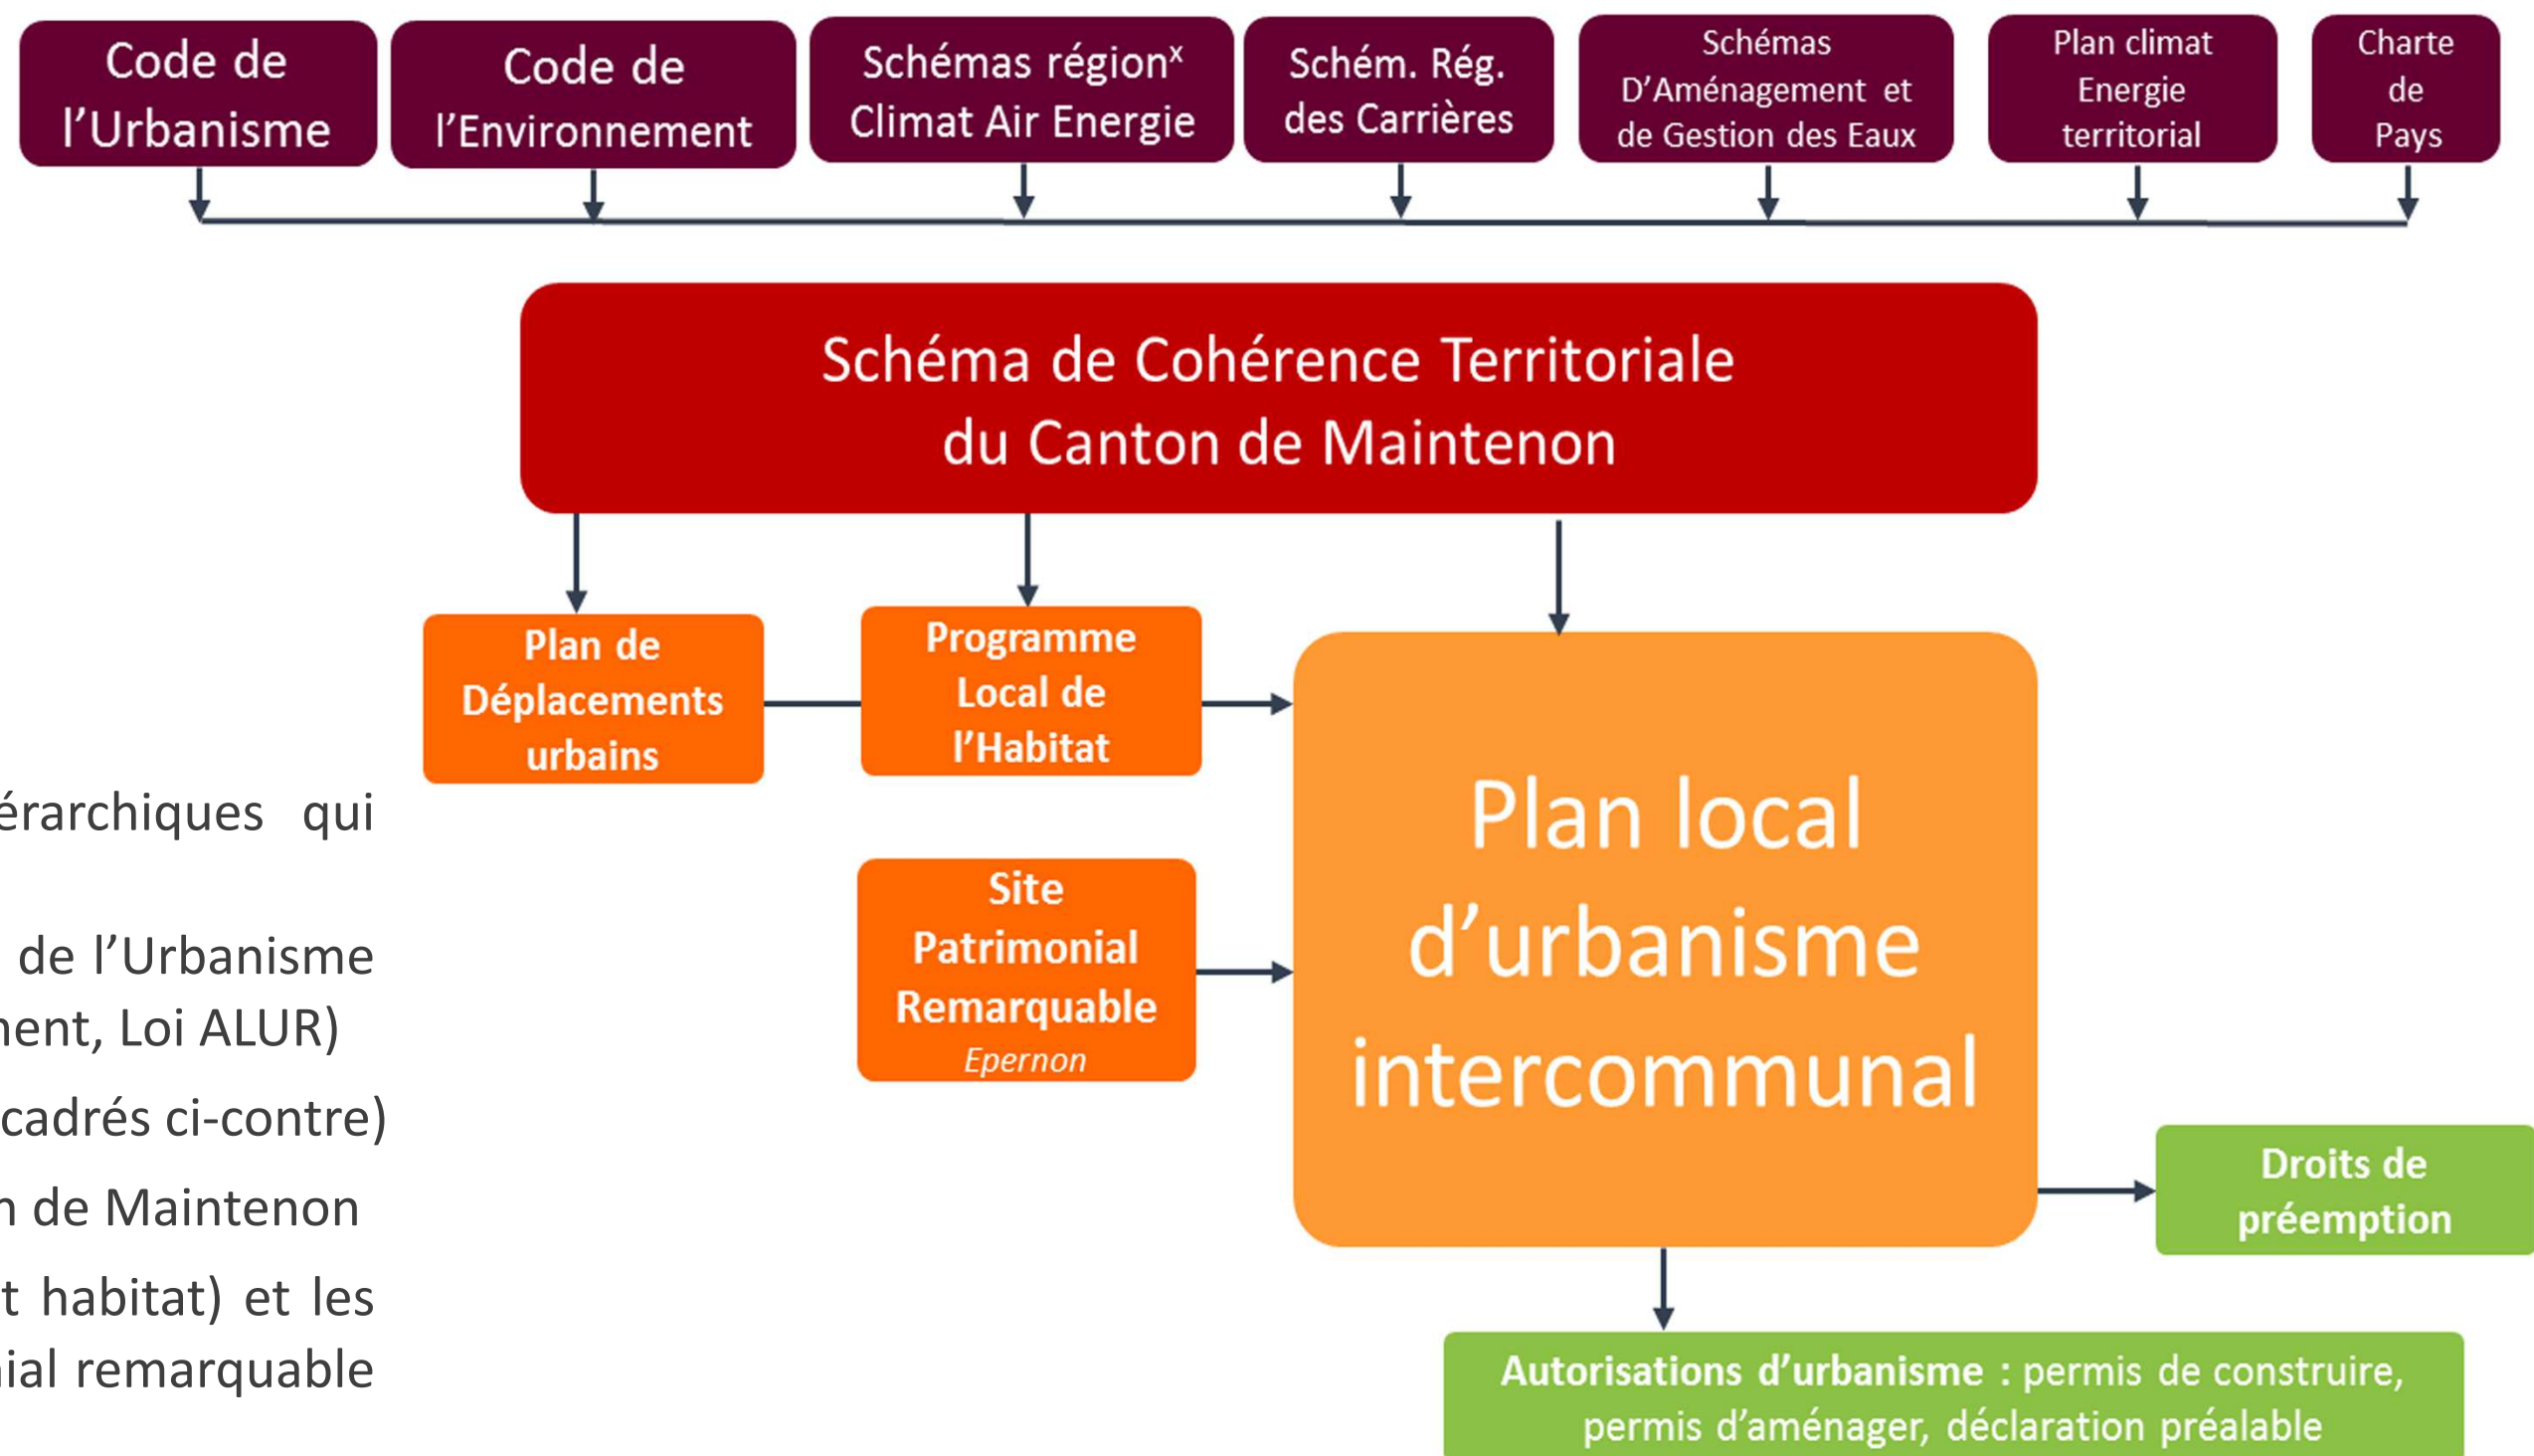 Code de
l'Urbanisme
Code de
l'Environnement
Schémas régionˣ
Climat Air Energie
Schém. Rég.
des Carrières
Schémas
D'Aménagement et
de Gestion des Eaux
Plan climat
Energie
territorial
Charte
de
Pays
Schéma de Cohérence Territoriale
du Canton de Maintenon
Plan de
Déplacements
urbains
Programme
Local de
l'Habitat
Site
Patrimonial
Remarquable
Epernon
Plan local
d'urbanisme
intercommunal
Droits de
préemption
Autorisations d'urbanisme : permis de construire,
permis d'aménager, déclaration préalable
qui
de l'Urbanisme
Loi ALUR)
ci-contre)
de Maintenon
habitat) et les
remarquable